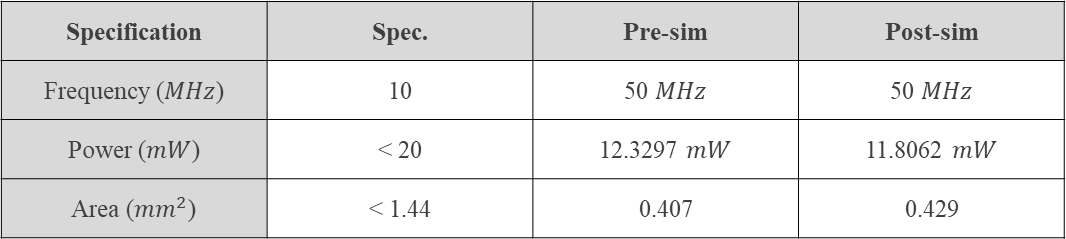 Specification Spec. Pre-sim Post-sim
Frequency (MHz) 10 50 MHz 50 MHz
Power (mW) < 20 12.3297 mW 11.8062 mW
Area (mm²) < 1.44 0.407 0.429